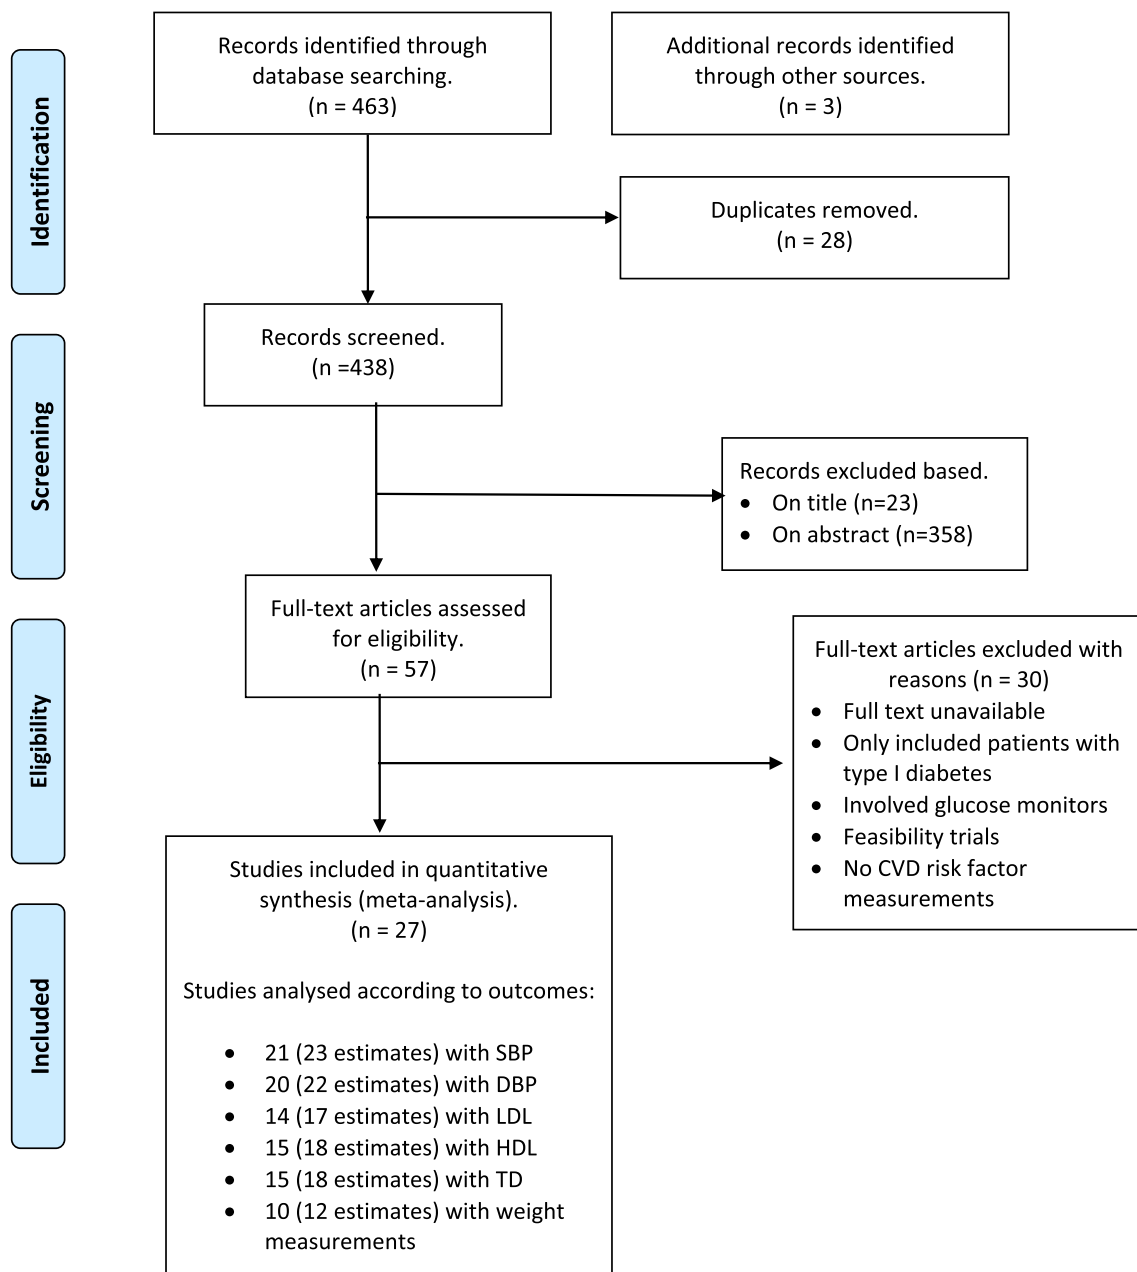 Identification
Records identified through
database searching.
(n = 463)
Additional records identified
through other sources.
(n = 3)
Duplicates removed.
(n = 28)
Screening
Records screened.
(n =438)
Records excluded based.
• On title (n=23)
• On abstract (n=358)
Eligibility
Full-text articles assessed
for eligibility.
(n = 57)
Full-text articles excluded with
reasons (n = 30)
• Full text unavailable
• Only included patients with
type I diabetes
• Involved glucose monitors
• Feasibility trials
• No CVD risk factor
measurements
Included
Studies included in quantitative
synthesis (meta-analysis).
(n = 27)
Studies analysed according to outcomes:
• 21 (23 estimates) with SBP
• 20 (22 estimates) with DBP
• 14 (17 estimates) with LDL
• 15 (18 estimates) with HDL
• 15 (18 estimates) with TD
• 10 (12 estimates) with weight
measurements